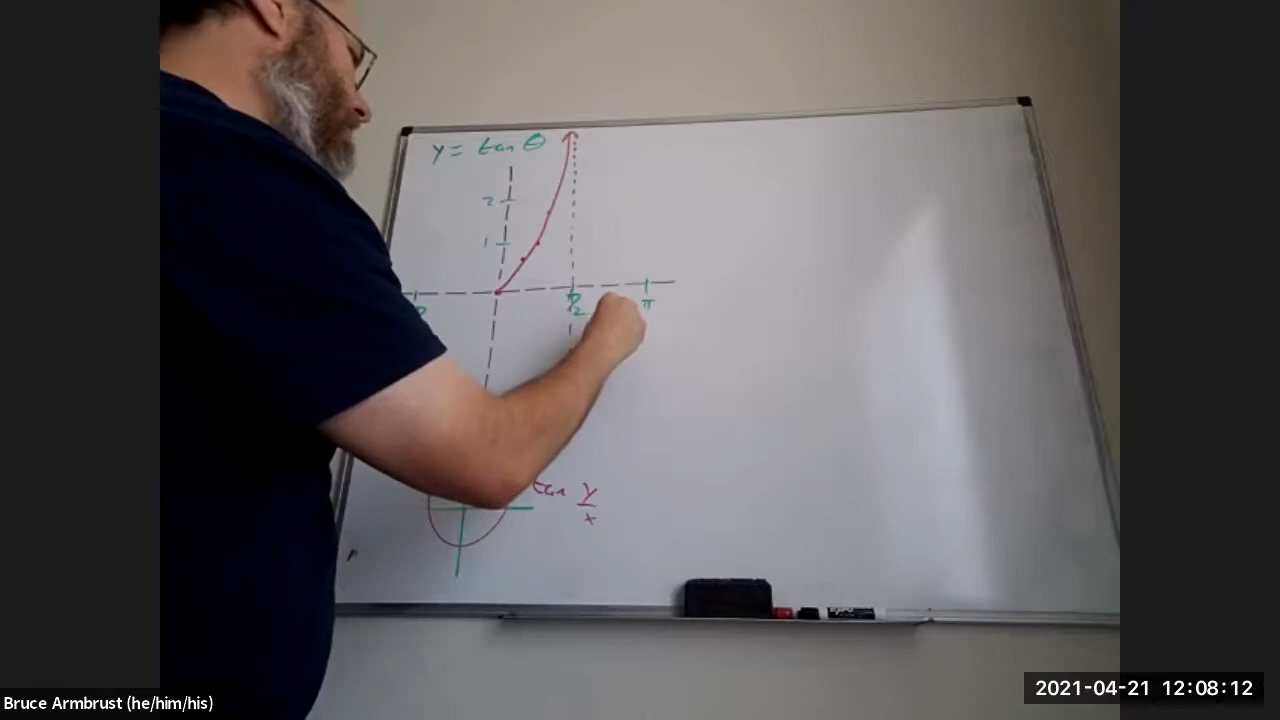 y = tan θ
2
1
π/2
π
tan y/x
Bruce Armbrust (he/him/his)
2021-04-21 12:08:12